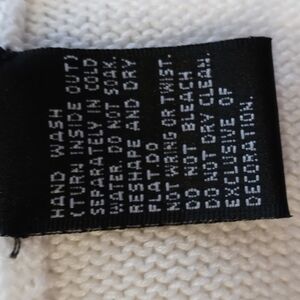 HAND WASH
(TURN INSIDE OUT)
SEPARATELY IN COLD
WATER. DO NOT SOAK.
RESHAPE AND DRY
FLAT.DO
NOT WRING OR TWIST.
DO NOT BLEACH
DO NOT DRY CLEAN.
EXCLUSIVE OF
DECORATION.